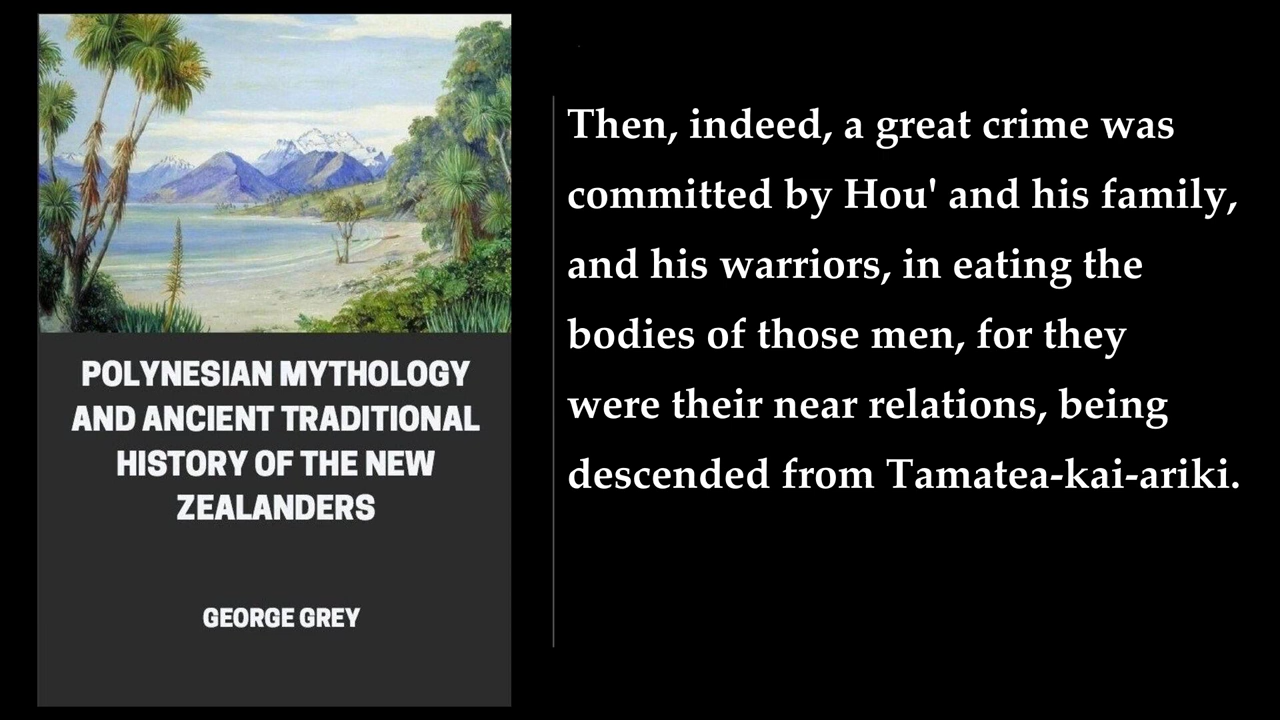 POLYNESIAN MYTHOLOGY
AND ANCIENT TRADITIONAL
HISTORY OF THE NEW
ZEALANDERS
GEORGE GREY
Then, indeed, a great crime was
committed by Hou' and his family,
and his warriors, in eating the
bodies of those men, for they
were their near relations, being
descended from Tamatea-kai-ariki.